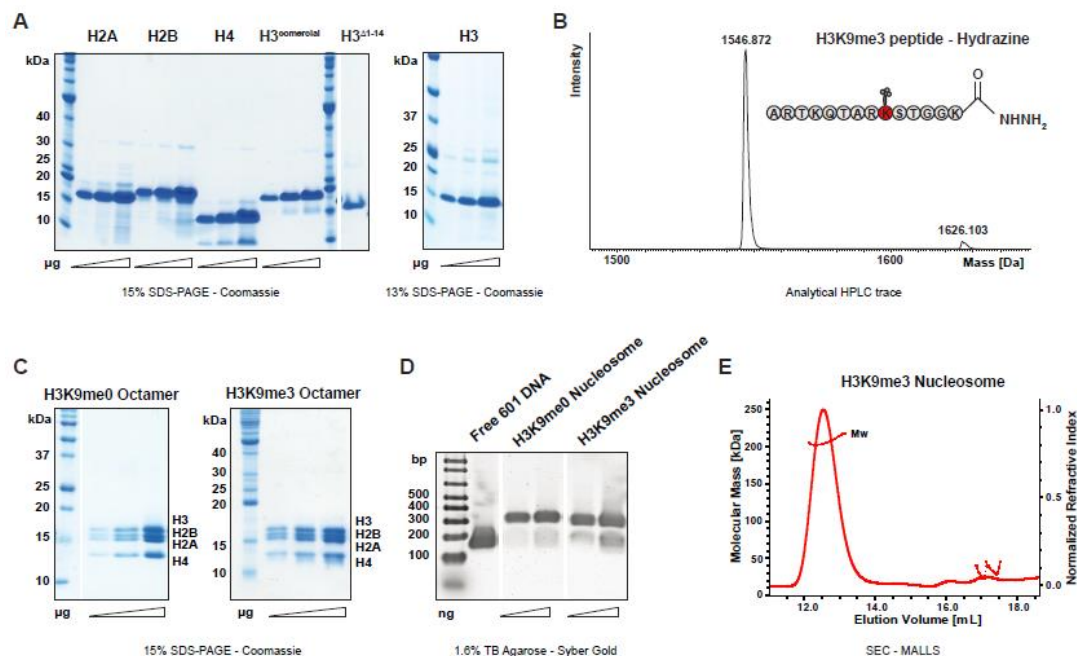 A
H2A H2B H4 H3comercial H3Δ1-14
kDa
40
30
25
20
15
10
µg
15% SDS-PAGE - Coomassie
H3
kDa
37
25
20
15
10
13% SDS-PAGE - Coomassie
B
1546.872
H3K9me3 peptide - Hydrazine
Intensity
O
A R T K Q T A R K S T G G K
NHNH2
1626.103
1500 1600 Mass [Da]
Analytical HPLC trace
C
H3K9me0 Octamer
kDa
37
25
20
15
10
H3
H2B
H2A
H4
µg
H3K9me3 Octamer
kDa
40
30
20
15
10
H3
H2B
H2A
H4
µg
15% SDS-PAGE - Coomassie
D
Free 601 DNA
H3K9me0 Nucleosome
H3K9me3 Nucleosome
bp
500
400
300
200
100
ng
1.6% TB Agarose - Syber Gold
E
H3K9me3 Nucleosome
Molecular Mass [kDa]
250
200
150
100
50
0
Mw
1.0
0.5
0.0
Normalized Refractive Index
12.0 14.0 16.0 18.0
Elution Volume [mL]
SEC - MALLS